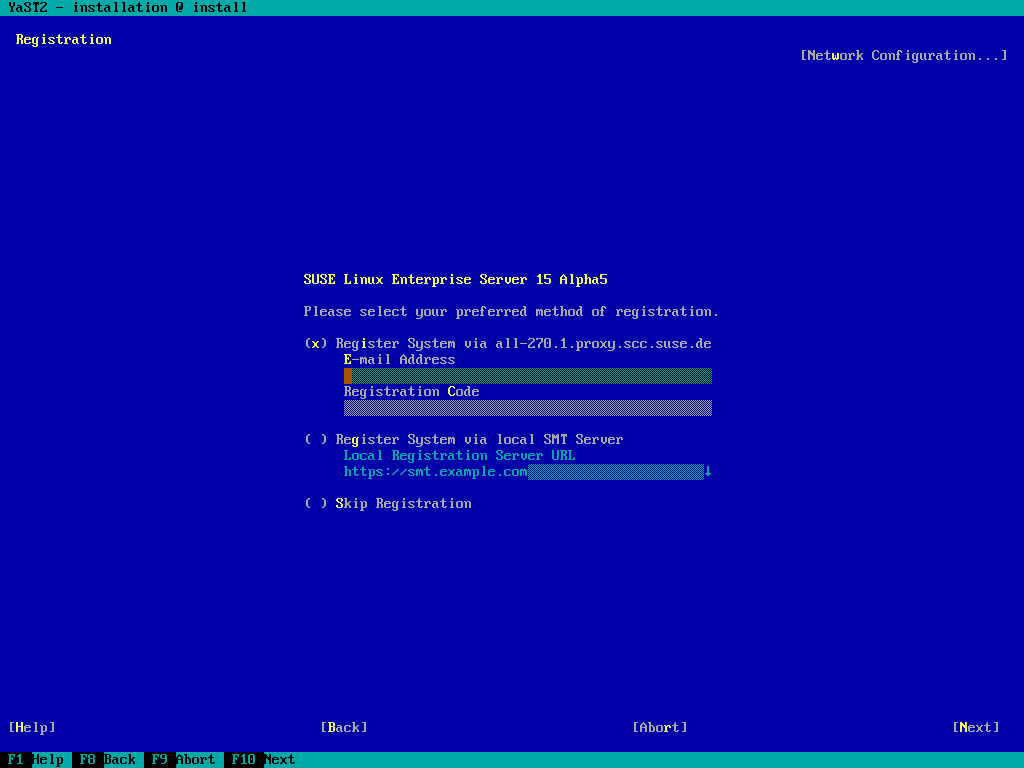 YaST2 - installation @ install
Registration
[Network Configuration...]
SUSE Linux Enterprise Server 15 Alpha5
Please select your preferred method of registration.
(x) Register System via all-270.1.proxy.scc.suse.de
E-mail Address
Registration Code
( ) Register System via local SMT Server
Local Registration Server URL
https://smt.example.com↓
( ) Skip Registration
[Help] [Back] [Abort] [Next]
F1 Help F8 Back F9 Abort F10 Next